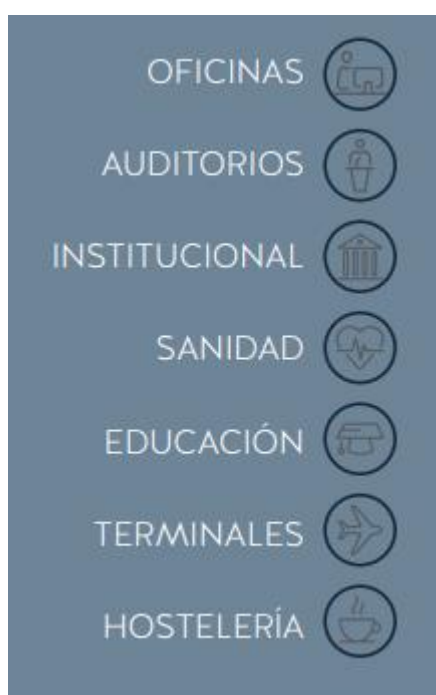 OFICINAS
AUDITORIOS
INSTITUCIONAL
SANIDAD
EDUCACIÓN
TERMINALES
HOSTELERÍA